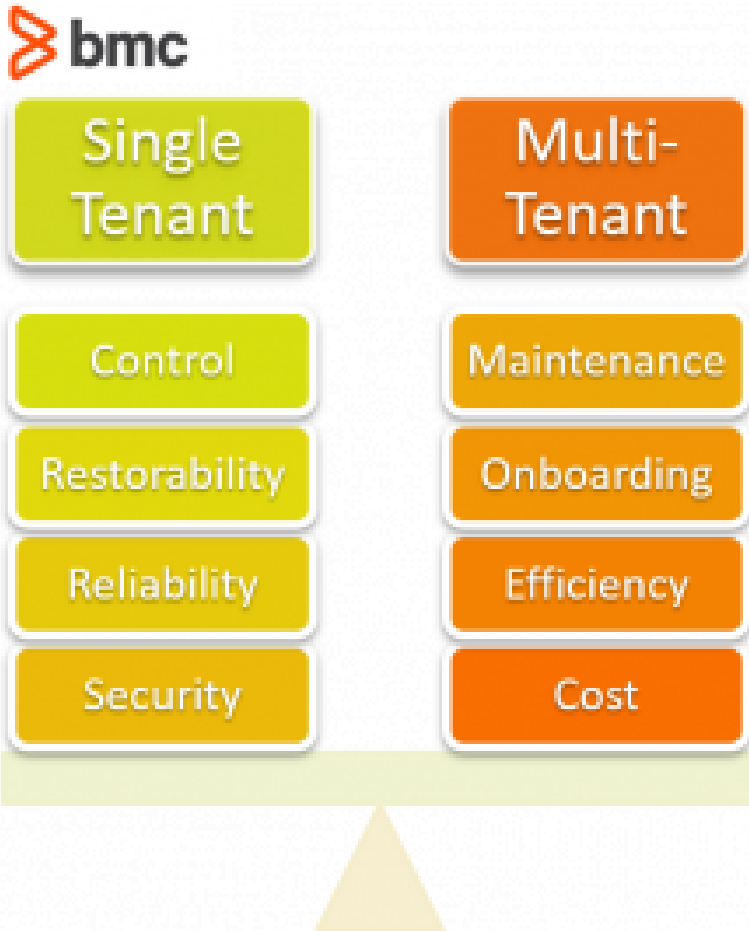 bmc
Single
Tenant
Multi-
Tenant
Control
Restorability
Reliability
Security
Maintenance
Onboarding
Efficiency
Cost